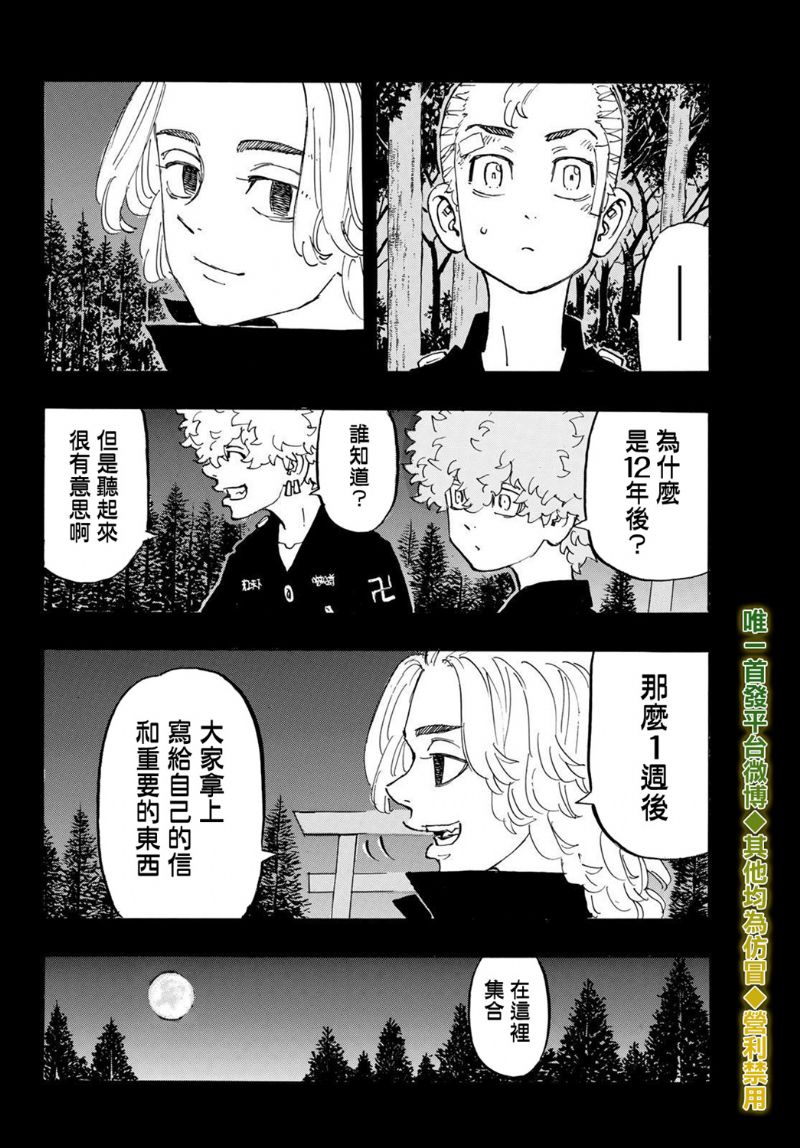 為什麼
是12年後？
誰知道？
但是聽起來
很有意思啊
那麼1週後
大家拿上
寫給自己的信
和重要的東西
在這裡
集合
卍
唯一首發平台微博◆其他均為仿冒◆營利禁用